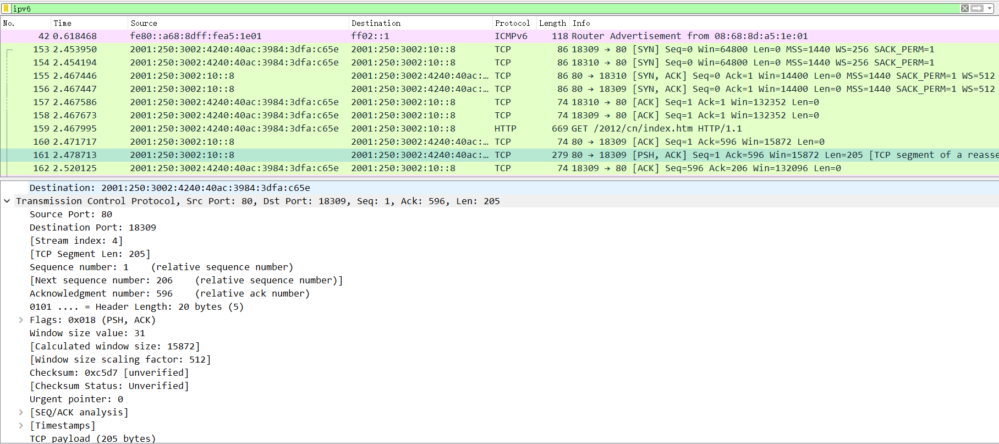 ipv6
No. Time Source Destination Protocol Length Info
42 0.618468 fe80::a68:8dff:fea5:1e01 ff02::1 ICMPv6 118 Router Advertisement from 08:68:8d:a5:1e:01
153 2.453950 2001:250:3002:4240:40ac:3984:3dfa:c65e 2001:250:3002:10::8 TCP 86 18309 → 80 [SYN] Seq=0 Win=64800 Len=0 MSS=1440 WS=256 SACK_PERM=1
154 2.454194 2001:250:3002:4240:40ac:3984:3dfa:c65e 2001:250:3002:10::8 TCP 86 18310 → 80 [SYN] Seq=0 Win=64800 Len=0 MSS=1440 WS=256 SACK_PERM=1
155 2.467446 2001:250:3002:10::8 2001:250:3002:4240:40ac:… TCP 86 80 → 18310 [SYN, ACK] Seq=0 Ack=1 Win=14400 Len=0 MSS=1440 SACK_PERM=1 WS=512
156 2.467447 2001:250:3002:10::8 2001:250:3002:4240:40ac:… TCP 86 80 → 18309 [SYN, ACK] Seq=0 Ack=1 Win=14400 Len=0 MSS=1440 SACK_PERM=1 WS=512
157 2.467586 2001:250:3002:4240:40ac:3984:3dfa:c65e 2001:250:3002:10::8 TCP 74 18310 → 80 [ACK] Seq=1 Ack=1 Win=132352 Len=0
158 2.467673 2001:250:3002:4240:40ac:3984:3dfa:c65e 2001:250:3002:10::8 TCP 74 18309 → 80 [ACK] Seq=1 Ack=1 Win=132352 Len=0
159 2.467995 2001:250:3002:4240:40ac:3984:3dfa:c65e 2001:250:3002:10::8 HTTP 669 GET /2012/cn/index.htm HTTP/1.1
160 2.471717 2001:250:3002:10::8 2001:250:3002:4240:40ac:… TCP 74 80 → 18309 [ACK] Seq=1 Ack=596 Win=15872 Len=0
161 2.478713 2001:250:3002:10::8 2001:250:3002:4240:40ac:… TCP 279 80 → 18309 [PSH, ACK] Seq=1 Ack=596 Win=15872 Len=205 [TCP segment of a reasse
162 2.520125 2001:250:3002:4240:40ac:3984:3dfa:c65e 2001:250:3002:10::8 TCP 74 18309 → 80 [ACK] Seq=596 Ack=206 Win=132096 Len=0
Destination: 2001:250:3002:4240:40ac:3984:3dfa:c65e
Transmission Control Protocol, Src Port: 80, Dst Port: 18309, Seq: 1, Ack: 596, Len: 205
Source Port: 80
Destination Port: 18309
[Stream index: 4]
[TCP Segment Len: 205]
Sequence number: 1 (relative sequence number)
[Next sequence number: 206 (relative sequence number)]
Acknowledgment number: 596 (relative ack number)
0101 .... = Header Length: 20 bytes (5)
Flags: 0x018 (PSH, ACK)
Window size value: 31
[Calculated window size: 15872]
[Window size scaling factor: 512]
Checksum: 0xc5d7 [unverified]
[Checksum Status: Unverified]
Urgent pointer: 0
[SEQ/ACK analysis]
[Timestamps]
TCP payload (205 bytes)